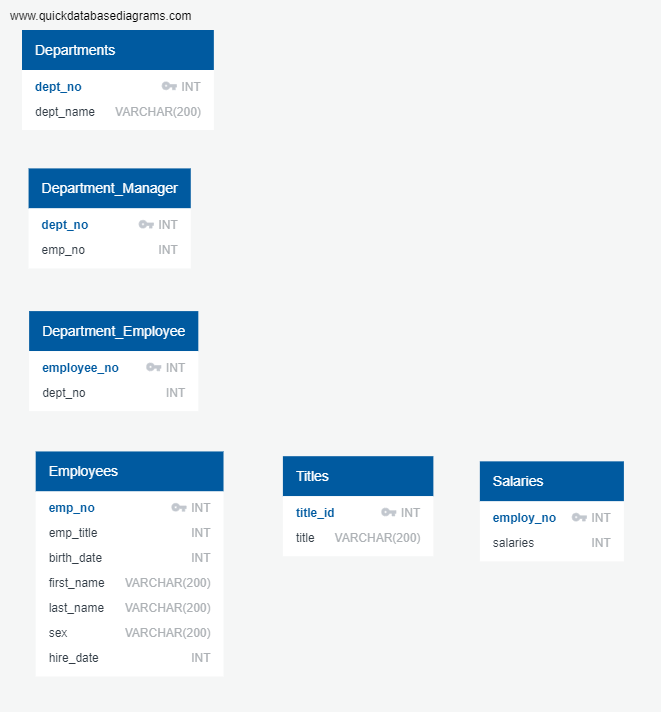 www.quickdatabasediagrams.com
Departments
dept_no INT
dept_name VARCHAR(200)
Department_Manager
dept_no INT
emp_no INT
Department_Employee
employee_no INT
dept_no INT
Employees
emp_no INT
emp_title INT
birth_date INT
first_name VARCHAR(200)
last_name VARCHAR(200)
sex VARCHAR(200)
hire_date INT
Titles
title_id INT
title VARCHAR(200)
Salaries
employ_no INT
salaries INT